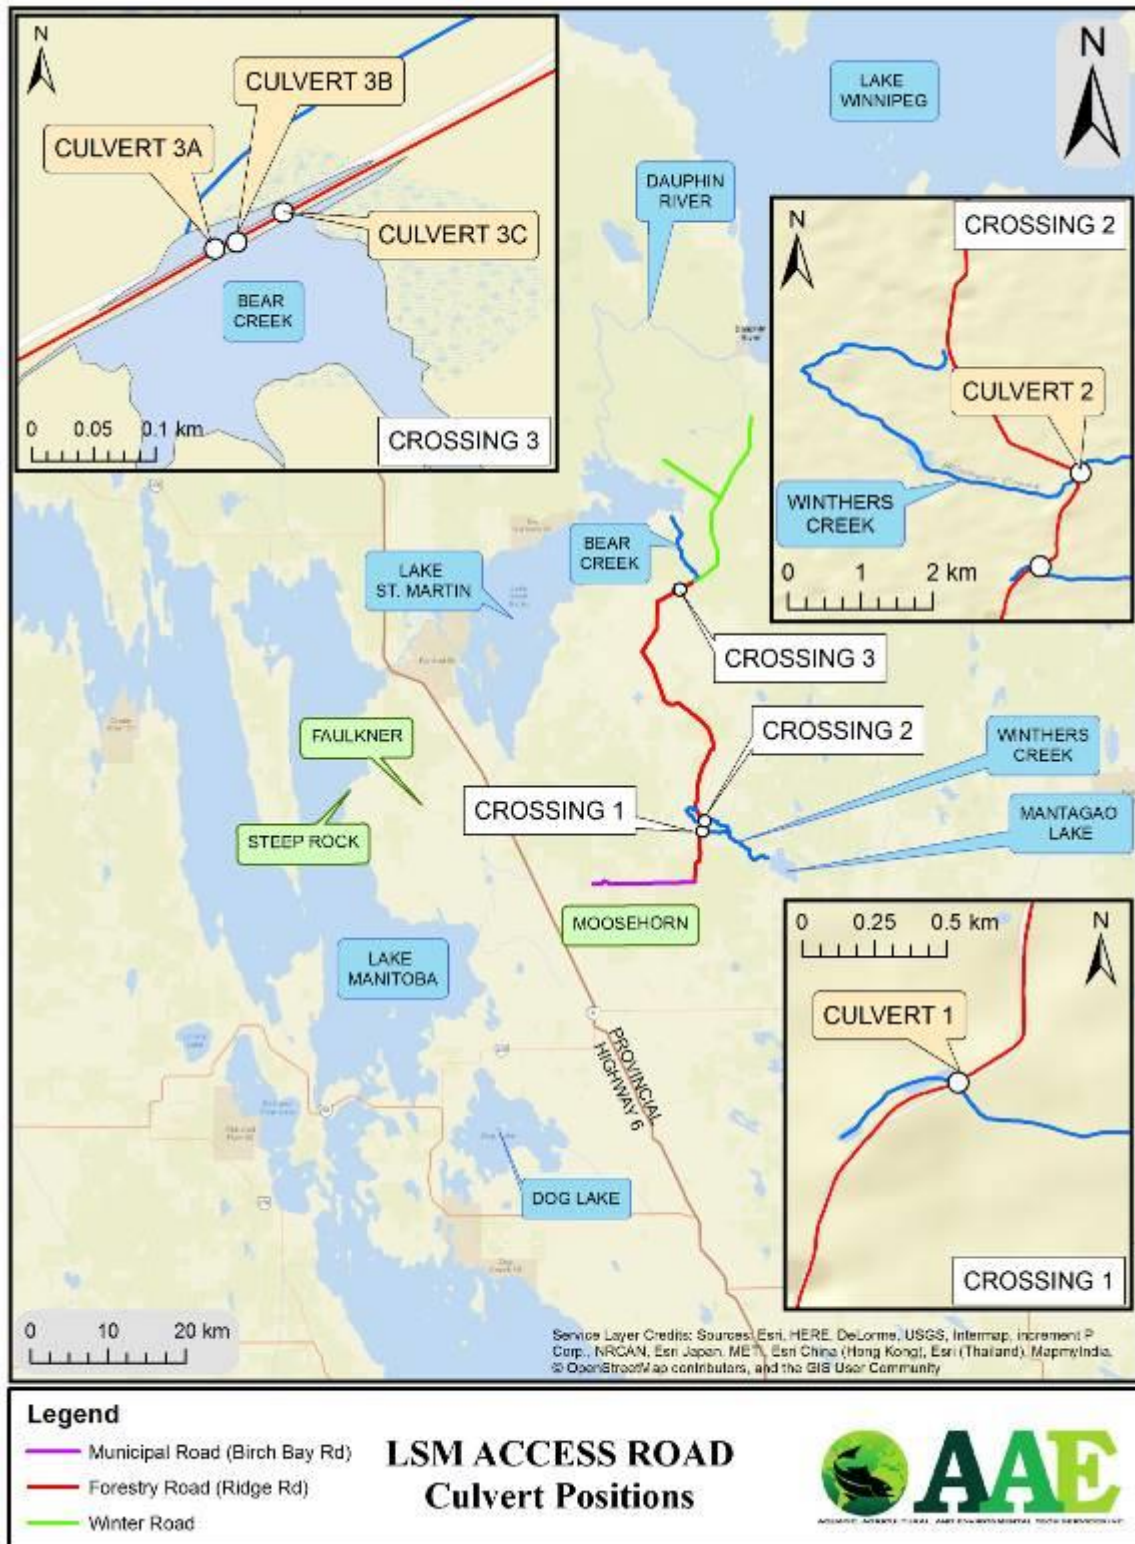 N
CULVERT 3B
CULVERT 3A
CULVERT 3C
BEAR
CREEK
0 0.05 0.1 km
CROSSING 3
N
LAKE
WINNIPEG
DAUPHIN
RIVER
Dauphin
River
N
CROSSING 2
CULVERT 2
WINTHERS
CREEK
0 1 2 km
BEAR
CREEK
LAKE
ST. MARTIN
CROSSING 3
CROSSING 2
CROSSING 1
FAULKNER
STEEP ROCK
WINTHERS
CREEK
MANTAGAO
LAKE
MOOSEHORN
LAKE
MANITOBA
PROVINCIAL
HIGHWAY 6
DOG LAKE
0 0.25 0.5 km
N
CULVERT 1
CROSSING 1
0 10 20 km
Service Layer Credits: Sources: Esri, HERE, DeLorme, USGS, Intermap, increment P
Corp., NRCAN, Esri Japan, METI, Esri China (Hong Kong), Esri (Thailand), MapmyIndia,
© OpenStreetMap contributors, and the GIS User Community
Legend
Municipal Road (Birch Bay Rd)
Forestry Road (Ridge Rd)
Winter Road
LSM ACCESS ROAD
Culvert Positions
AAE